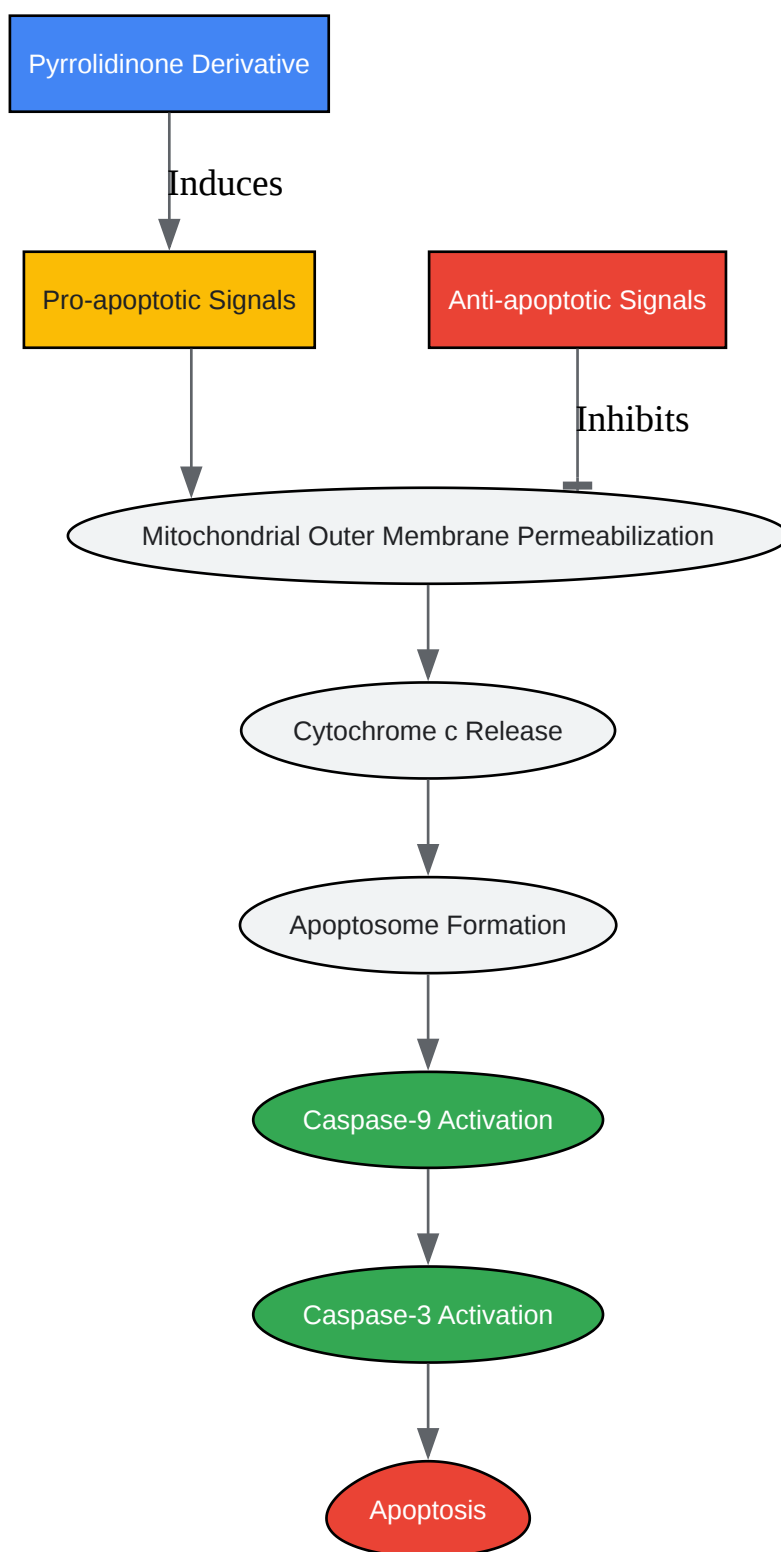 Pyrrolidinone Derivative
Induces
Pro-apoptotic Signals
Anti-apoptotic Signals
Inhibits
Mitochondrial Outer Membrane Permeabilization
Cytochrome c Release
Apoptosome Formation
Caspase-9 Activation
Caspase-3 Activation
Apoptosis